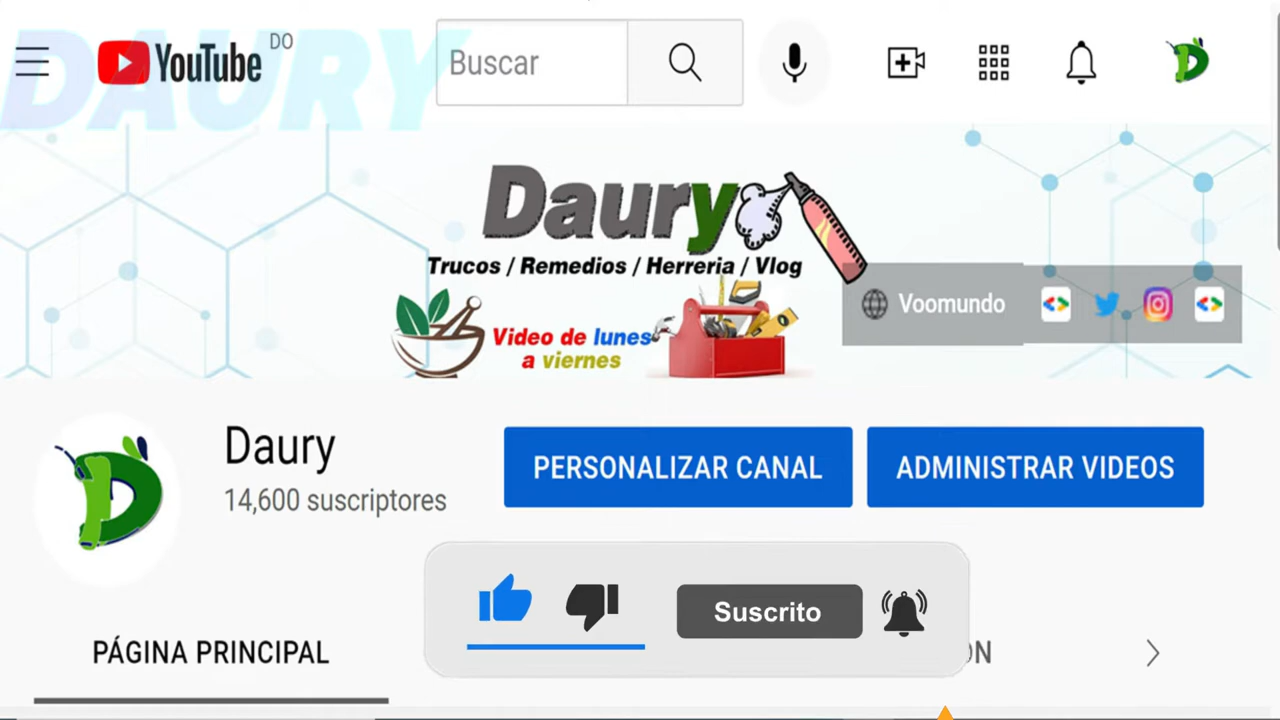 DAURY
YouTube DO
Buscar
Daury
Trucos / Remedios / Herreria / Vlog
Voomundo
Video de lunes
a viernes
Daury
14,600 suscriptores
PERSONALIZAR CANAL
ADMINISTRAR VIDEOS
Suscrito
PÁGINA PRINCIPAL
ÓN